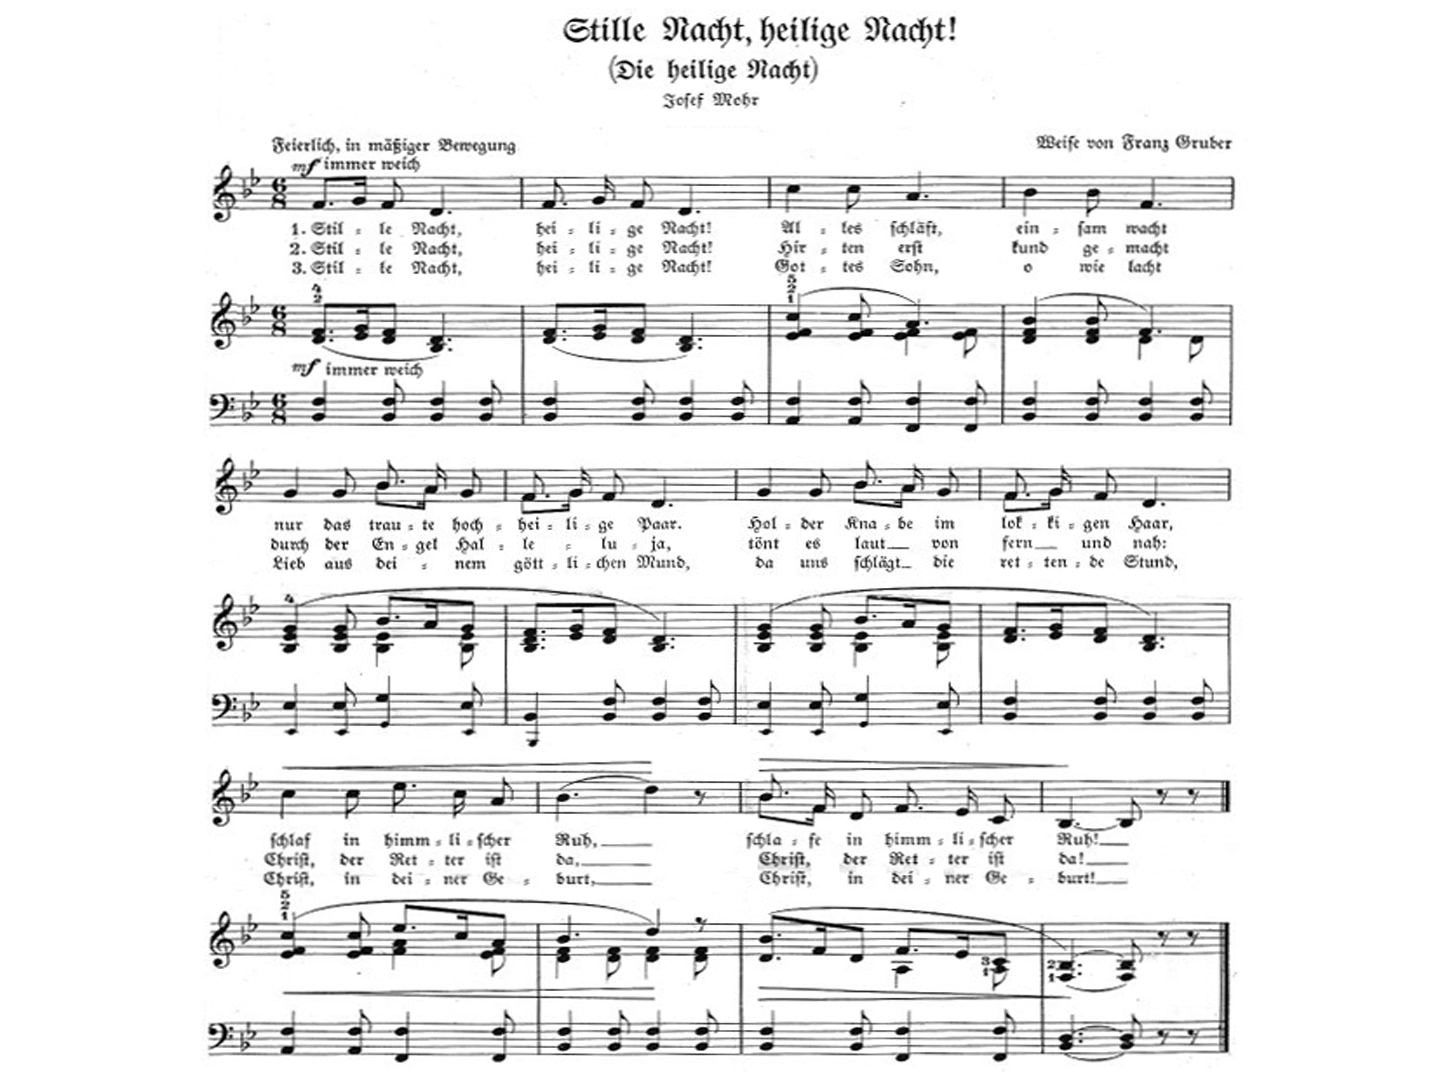 Stille Nacht, heilige Nacht!
(Die heilige Nacht)
Josef Mohr
Feierlich, in mäßiger Bewegung
Weise von Franz Gruber
mf immer weich
1. Stil = le Nacht, hei = li = ge Nacht! Al = les schläft, ein = sam wacht
2. Stil = le Nacht, hei = li = ge Nacht! Hir = ten erst kund ge = macht
3. Stil = le Nacht, hei = li = ge Nacht! Got = tes Sohn, o wie lacht
mf immer weich
nur das trau = te hoch = hei = li = ge Paar. Hol = der Kna = be im lok = ki = gen Haar,
durch der En = gel Hal = le = lu = ja, tönt es laut von fern und nah:
Lieb aus dei = nem gött = li = chen Mund, da uns schlägt die ret = ten = de Stund,
schlaf in himm = li = scher Ruh, schla = fe in himm = li = scher Ruh!
Christ, der Ret = ter ist da, Christ, der Ret = ter ist da!
Christ, in dei = ner Ge = burt, Christ, in dei = ner Ge = burt!